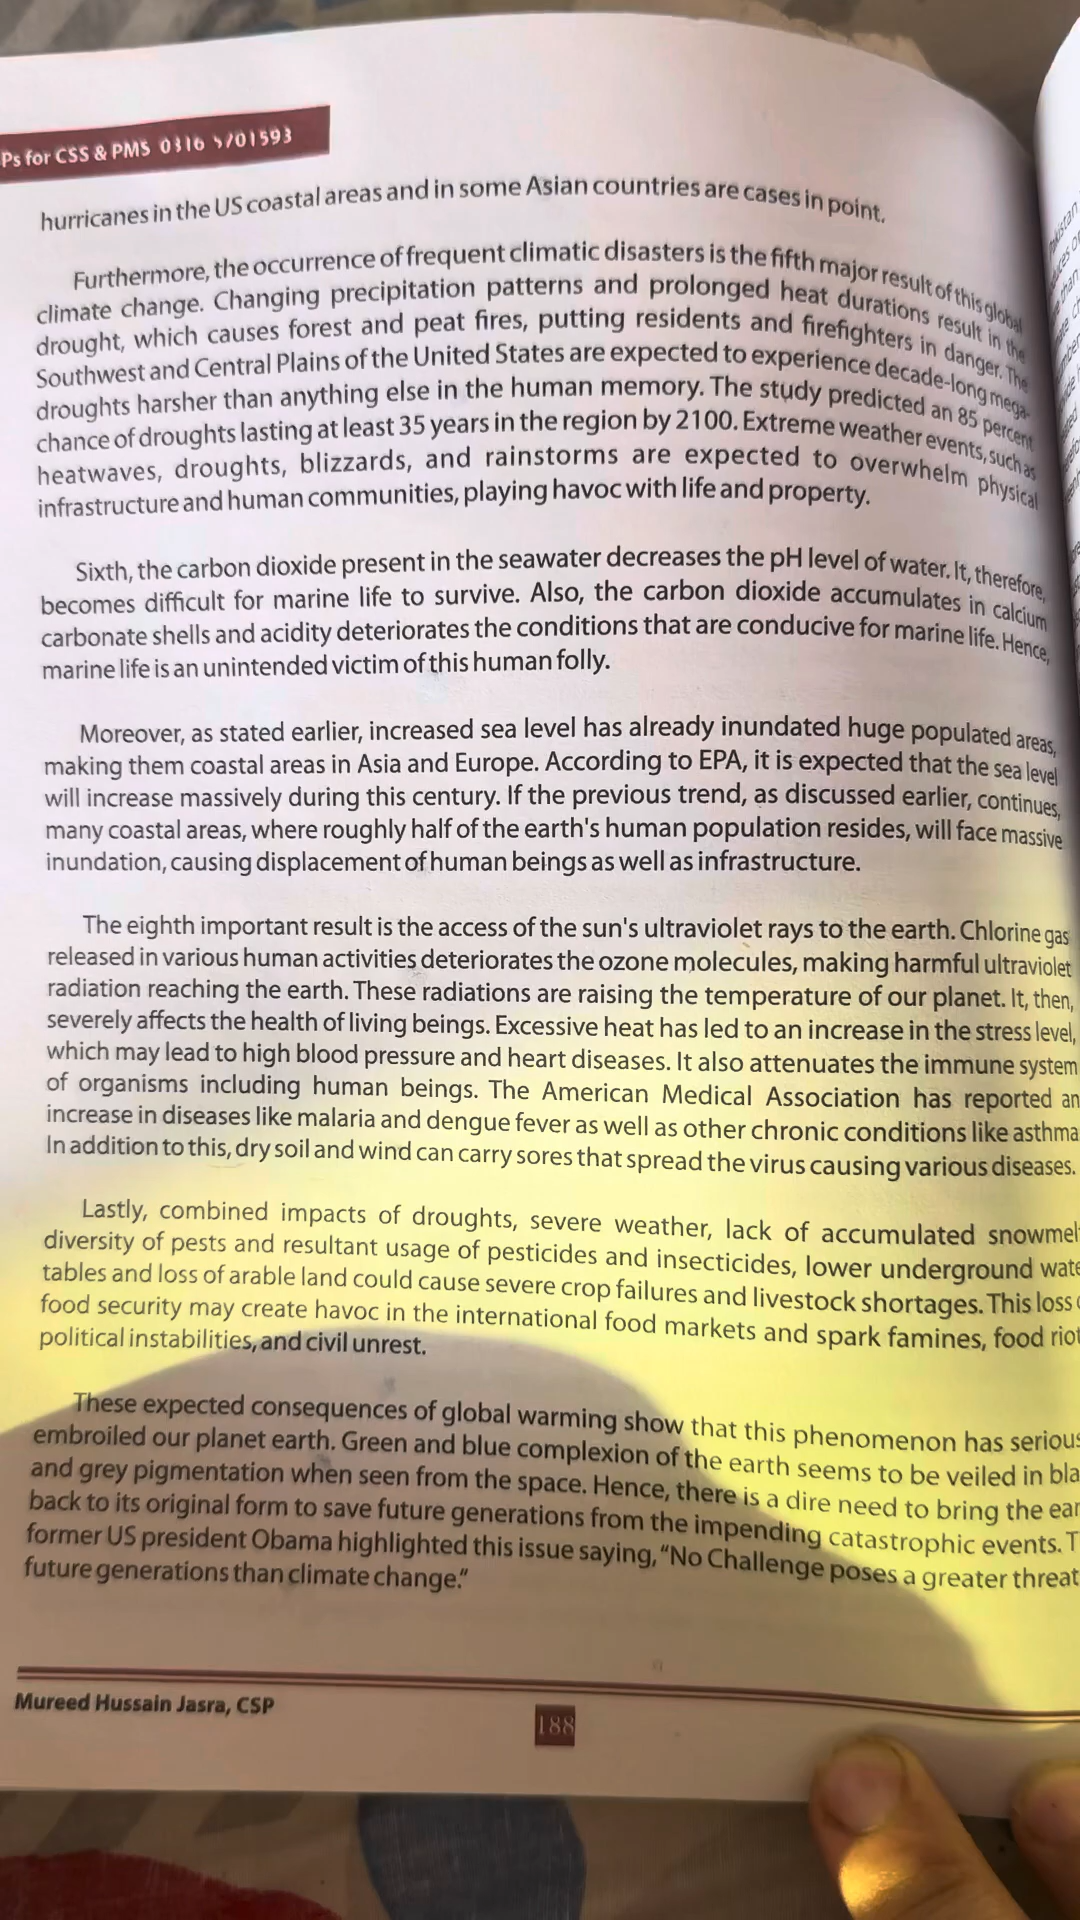 Ps for CSS & PMS 0316 5701593
hurricanes in the US coastal areas and in some Asian countries are cases in point.
Furthermore, the occurrence of frequent climatic disasters is the fifth major result of this global
climate change. Changing precipitation patterns and prolonged heat durations result in the
drought, which causes forest and peat fires, putting residents and firefighters in danger. The
Southwest and Central Plains of the United States are expected to experience decade-long mega-
droughts harsher than anything else in the human memory. The study predicted an 85 percent
chance of droughts lasting at least 35 years in the region by 2100. Extreme weather events, such as
heatwaves, droughts, blizzards, and rainstorms are expected to overwhelm physical
infrastructure and human communities, playing havoc with life and property.
Sixth, the carbon dioxide present in the seawater decreases the pH level of water. It, therefore,
becomes difficult for marine life to survive. Also, the carbon dioxide accumulates in calcium
carbonate shells and acidity deteriorates the conditions that are conducive for marine life. Hence,
marine life is an unintended victim of this human folly.
Moreover, as stated earlier, increased sea level has already inundated huge populated areas,
making them coastal areas in Asia and Europe. According to EPA, it is expected that the sea level
will increase massively during this century. If the previous trend, as discussed earlier, continues,
many coastal areas, where roughly half of the earth's human population resides, will face massive
inundation, causing displacement of human beings as well as infrastructure.
The eighth important result is the access of the sun's ultraviolet rays to the earth. Chlorine gas
released in various human activities deteriorates the ozone molecules, making harmful ultraviolet
radiation reaching the earth. These radiations are raising the temperature of our planet. It, then,
severely affects the health of living beings. Excessive heat has led to an increase in the stress level,
which may lead to high blood pressure and heart diseases. It also attenuates the immune system
of organisms including human beings. The American Medical Association has reported an
increase in diseases like malaria and dengue fever as well as other chronic conditions like asthma
In addition to this, dry soil and wind can carry sores that spread the virus causing various diseases.
Lastly, combined impacts of droughts, severe weather, lack of accumulated snowmel
diversity of pests and resultant usage of pesticides and insecticides, lower underground wate
tables and loss of arable land could cause severe crop failures and livestock shortages. This loss
food security may create havoc in the international food markets and spark famines, food riot
political instabilities, and civil unrest.
These expected consequences of global warming show that this phenomenon has serious
embroiled our planet earth. Green and blue complexion of the earth seems to be veiled in bla
and grey pigmentation when seen from the space. Hence, there is a dire need to bring the ear
back to its original form to save future generations from the impending catastrophic events. T
former US president Obama highlighted this issue saying, "No Challenge poses a greater threat
future generations than climate change."
Mureed Hussain Jasra, CSP
188